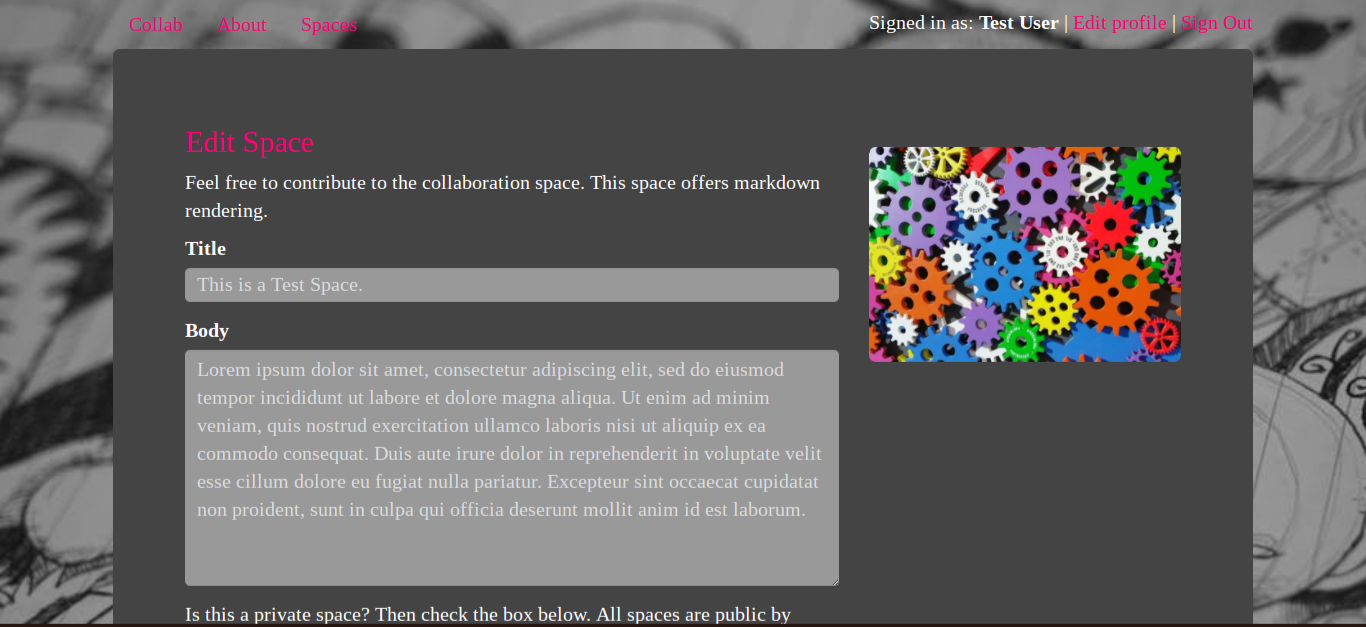 Collab About Spaces
Signed in as: Test User | Edit profile | Sign Out
Edit Space
Feel free to contribute to the collaboration space. This space offers markdown
rendering.
Title
This is a Test Space.
Body
Lorem ipsum dolor sit amet, consectetur adipiscing elit, sed do eiusmod
tempor incididunt ut labore et dolore magna aliqua. Ut enim ad minim
veniam, quis nostrud exercitation ullamco laboris nisi ut aliquip ex ea
commodo consequat. Duis aute irure dolor in reprehenderit in voluptate velit
esse cillum dolore eu fugiat nulla pariatur. Excepteur sint occaecat cupidatat
non proident, sunt in culpa qui officia deserunt mollit anim id est laborum.
Is this a private space? Then check the box below. All spaces are public by